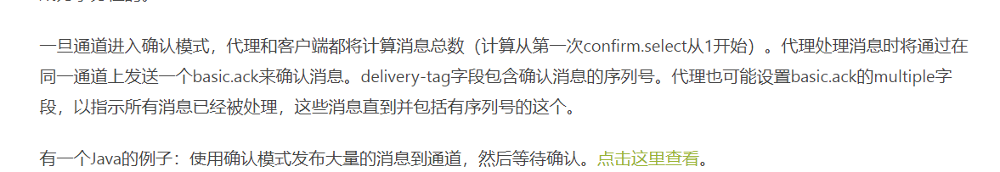 一旦通道进入确认模式，代理和客户端都将计算消息总数（计算从第一次confirm.select从1开始）。代理处理消息时将通过在
同一通道上发送一个basic.ack来确认消息。delivery-tag字段包含确认消息的序列号。代理也可能设置basic.ack的multiple字
段，以指示所有消息已经被处理，这些消息直到并包括有序列号的这个。
有一个Java的例子：使用确认模式发布大量的消息到通道，然后等待确认。点击这里查看。